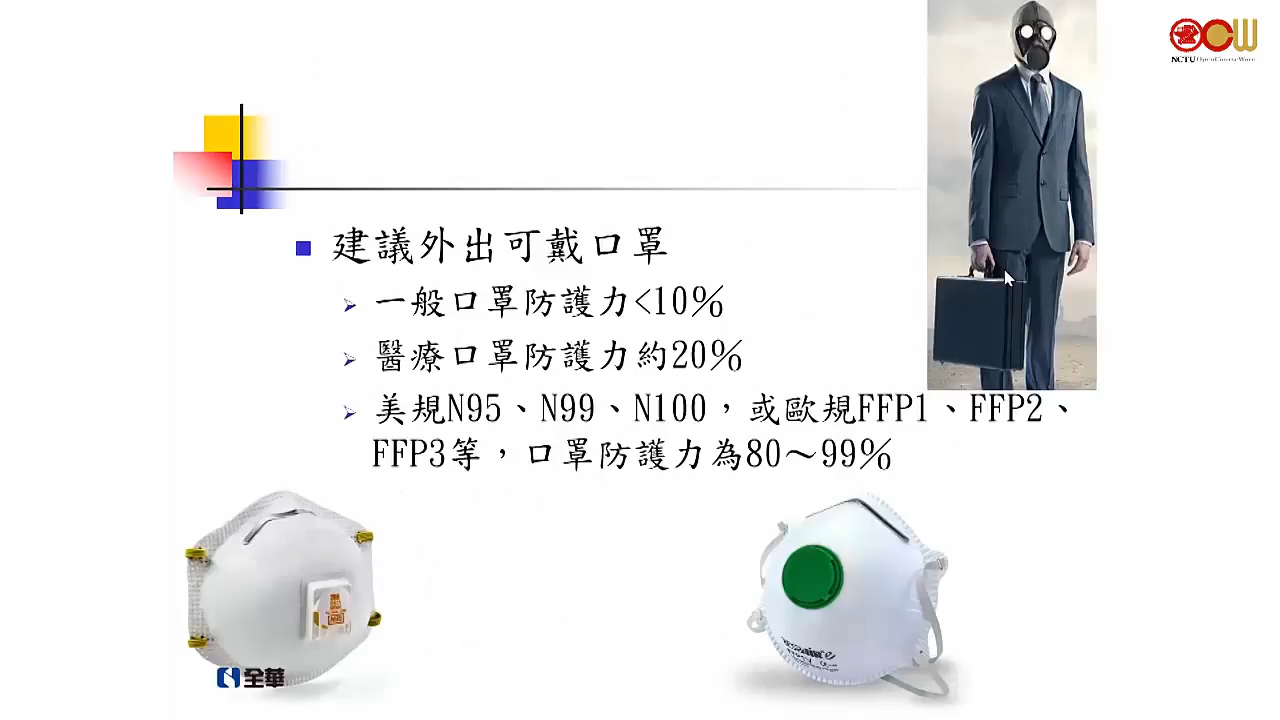 NCTU OpenCourseWare
建議外出可戴口罩
一般口罩防護力<10%
醫療口罩防護力約20%
美規N95、N99、N100，或歐規FFP1、FFP2、
FFP3等，口罩防護力為80～99%
全華